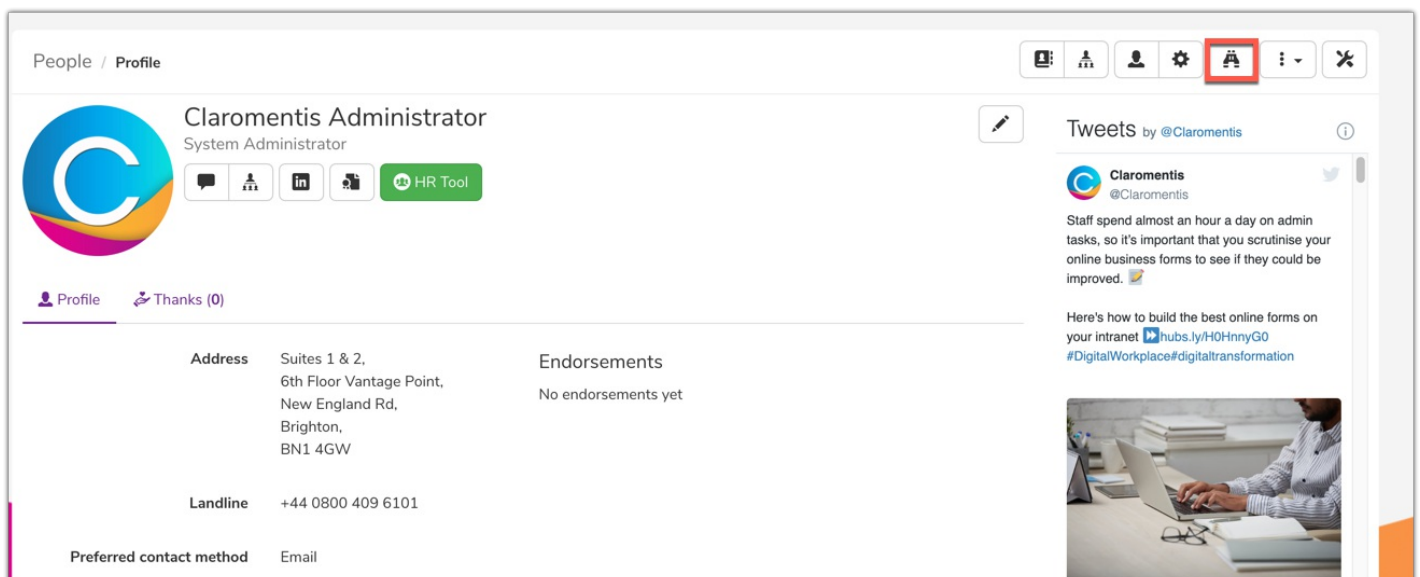 People / Profile
Claromentis Administrator
System Administrator
in
HR Tool
Profile
Thanks (0)
Address
Suites 1 & 2,
6th Floor Vantage Point,
New England Rd,
Brighton,
BN1 4GW
Landline
+44 0800 409 6101
Preferred contact method
Email
Endorsements
No endorsements yet
Tweets by @Claromentis
Claromentis
@Claromentis
Staff spend almost an hour a day on admin
tasks, so it's important that you scrutinise your
online business forms to see if they could be
improved. 📝
Here's how to build the best online forms on
your intranet ⏩hubs.ly/H0HnnyG0
#DigitalWorkplace#digitaltransformation